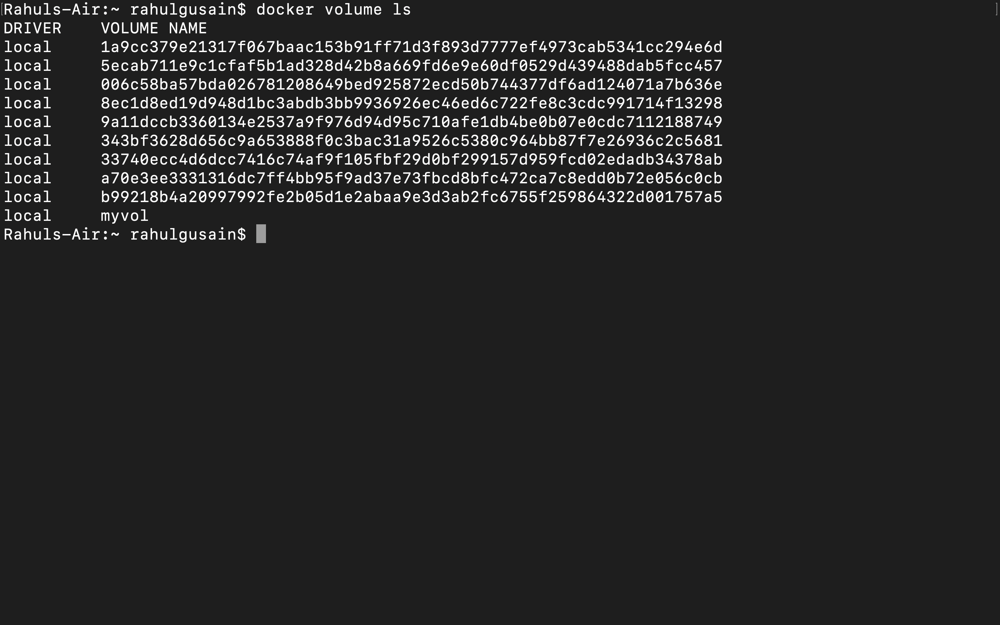 [Rahuls-Air:~ rahulgusain$ docker volume ls ]
DRIVER    VOLUME NAME
local     1a9cc379e21317f067baac153b91ff71d3f893d7777ef4973cab5341cc294e6d
local     5ecab711e9c1cfaf5b1ad328d42b8a669fd6e9e60df0529d439488dab5fcc457
local     006c58ba57bda026781208649bed925872ecd50b744377df6ad124071a7b636e
local     8ec1d8ed19d948d1bc3abdb3bb9936926ec46ed6c722fe8c3cdc991714f13298
local     9a11dccb3360134e2537a9f976d94d95c710afe1db4be0b07e0cdc7112188749
local     343bf3628d656c9a653888f0c3bac31a9526c5380c964bb87f7e26936c2c5681
local     33740ecc4d6dcc7416c74af9f105fbf29d0bf299157d959fcd02edadb34378ab
local     a70e3ee3331316dc7ff4bb95f9ad37e73fbcd8bfc472ca7c8edd0b72e056c0cb
local     b99218b4a20997992fe2b05d1e2abaa9e3d3ab2fc6755f259864322d001757a5
local     myvol
Rahuls-Air:~ rahulgusain$